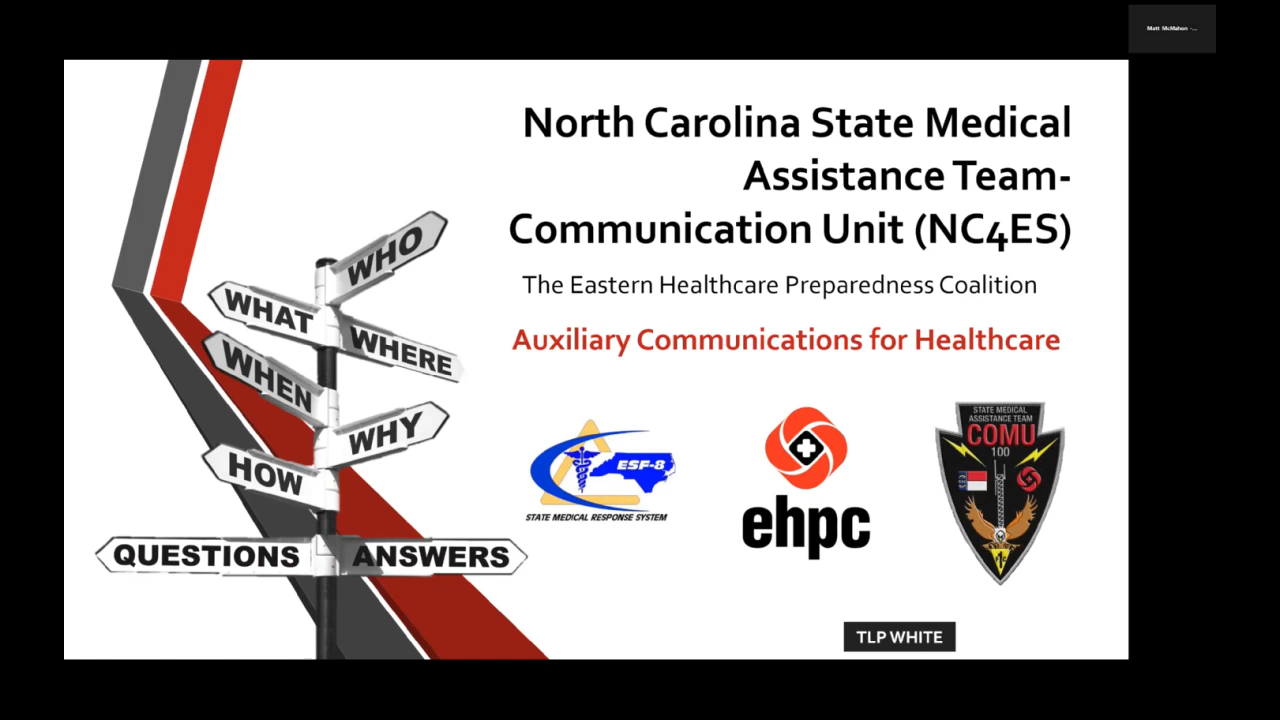 Matt McMahon -...
North Carolina State Medical
Assistance Team-
Communication Unit (NC4ES)
The Eastern Healthcare Preparedness Coalition
Auxiliary Communications for Healthcare
WHO
WHAT
WHERE
WHEN
WHY
HOW
QUESTIONS
ANSWERS
ESF-8
STATE MEDICAL RESPONSE SYSTEM
ehpc
STATE MEDICAL
ASSISTANCE TEAM
COMU
100
TLP WHITE